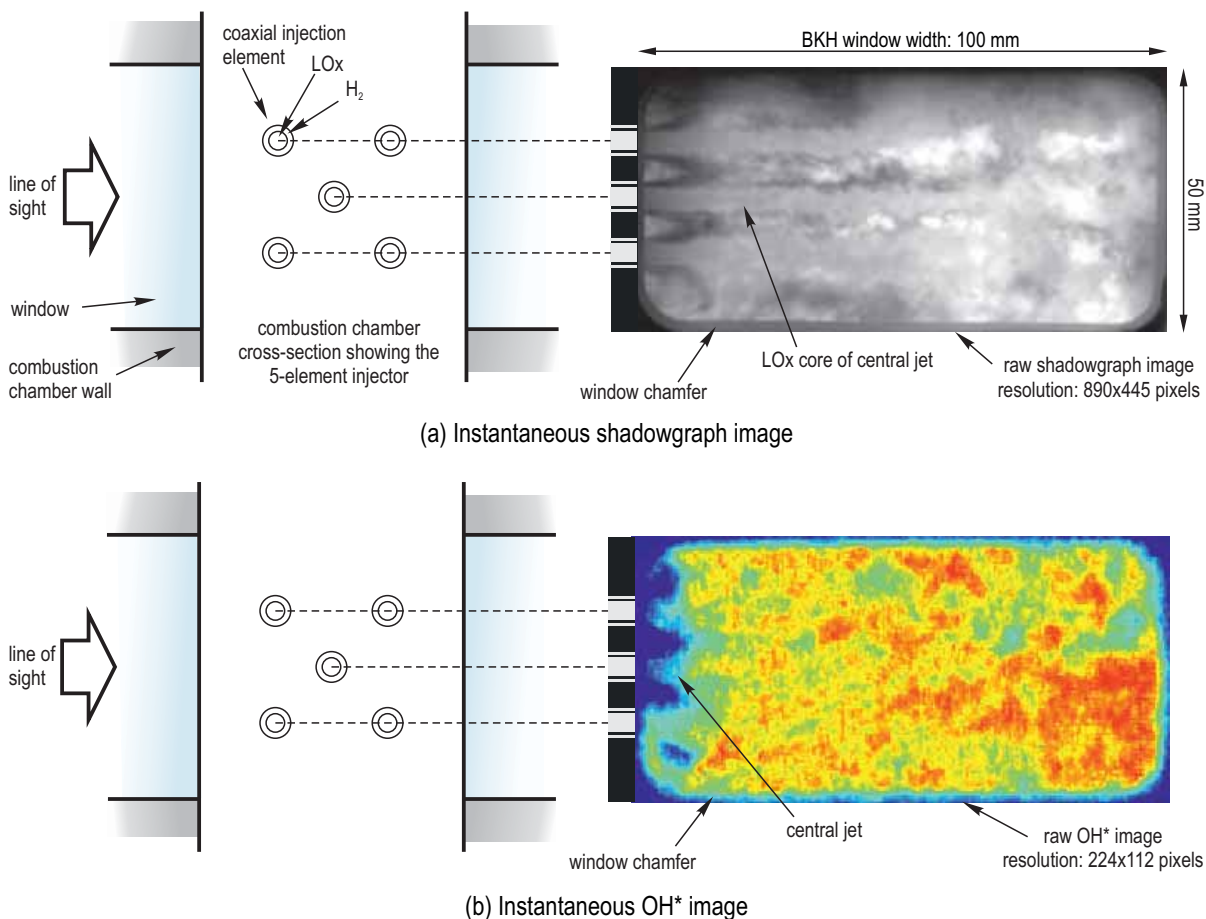 coaxial injection
element
LOx
H₂
line of
sight
window
combustion
chamber wall
combustion chamber
cross-section showing the
5-element injector
BKH window width: 100 mm
50 mm
LOx core of central jet
window chamfer
raw shadowgraph image
resolution: 890x445 pixels
(a) Instantaneous shadowgraph image
line of
sight
central jet
window chamfer
raw OH* image
resolution: 224x112 pixels
(b) Instantaneous OH* image